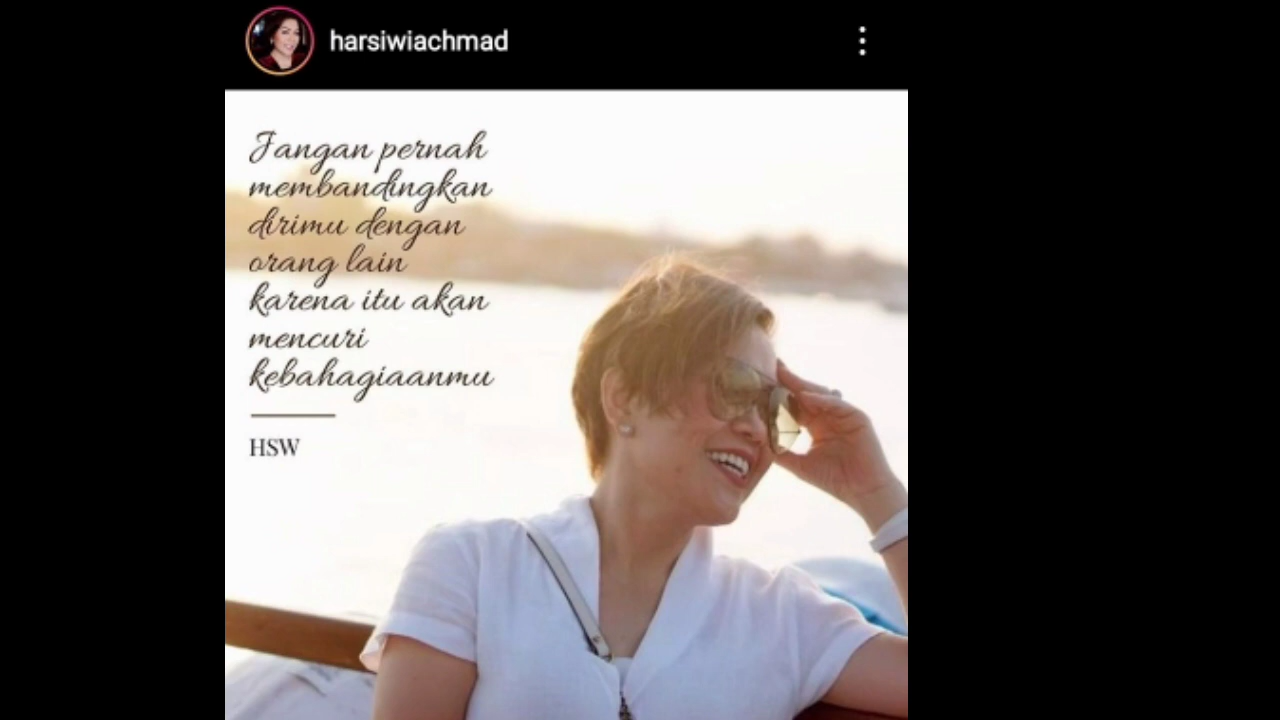 harsiwiachmad
Jangan pernah
membandingkan
dirimu dengan
orang lain
karena itu akan
mencuri
kebahagiaanmu
HSW